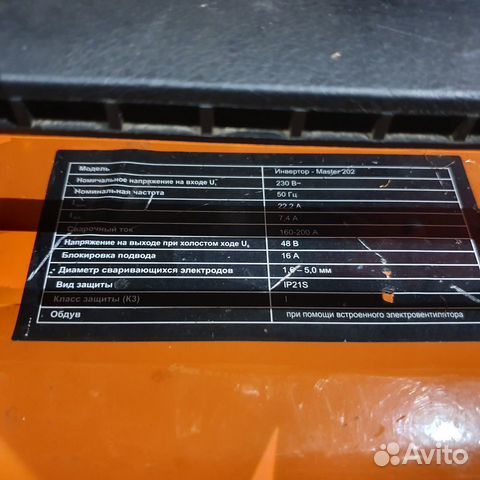 Модель Инвертор - Master 202
Номинальное напряжение на входе U₁ 230 В~
Номинальная частота 50 Гц
22,2 А
7,4 А
Сварочный ток 160-200 А
Напряжение на выходе при холостом ходе U₀ 48 В
Блокировка подвода 16 А
Диаметр сваривающихся электродов 1,6 – 5,0 мм
Вид защиты IP21S
Класс защиты (КЗ) I
Обдув при помощи встроенного электровентилятора
Avito